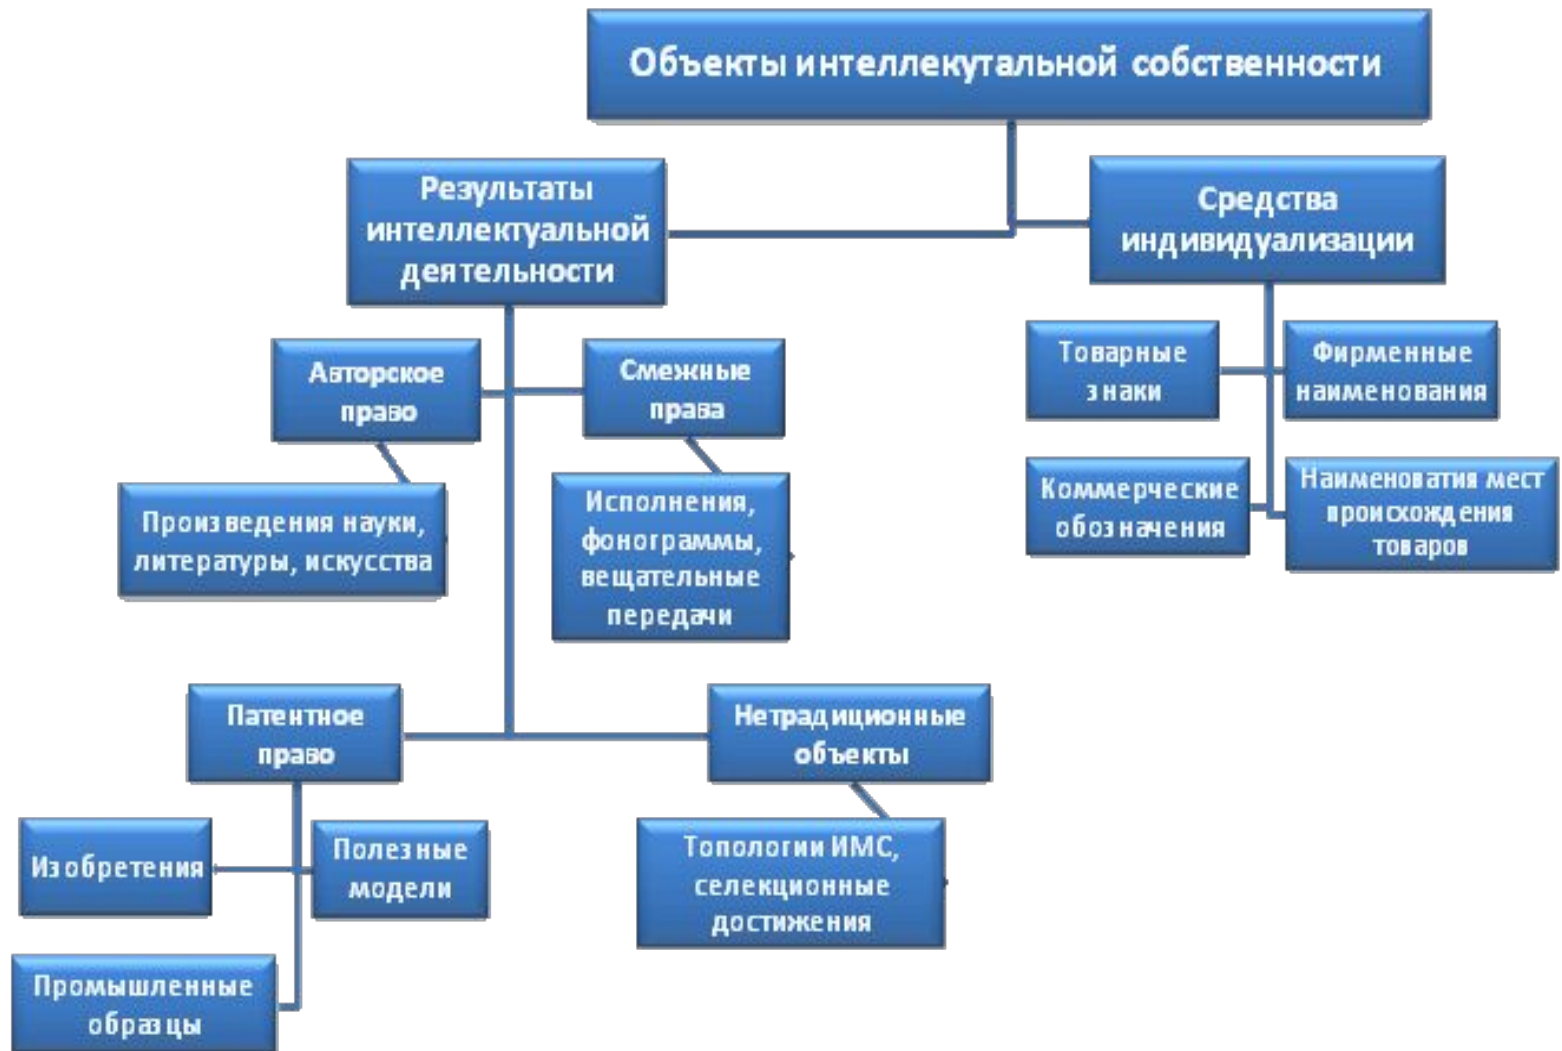 Объекты интеллекутальной собственности
Результаты
интеллектуальной
деятельности
Средства
индивидуализации
Авторское
право
Смежные
права
Товарные
знаки
Фирменные
наименования
Произведения науки,
литературы, искусства
Исполнения,
фонограммы,
вещательные
передачи
Коммерческие
обозначения
Наименоватия мест
происхождения
товаров
Патентное
право
Нетрадиционные
объекты
Изобретения
Полезные
модели
Топологии ИМС,
селекционные
достижения
Промышленные
образцы